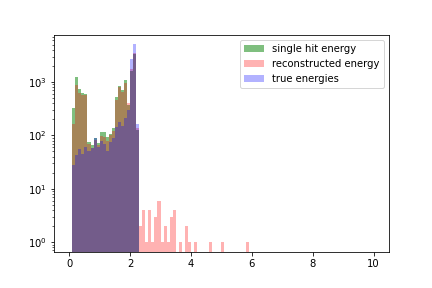 single hit energy
reconstructed energy
true energies
10³
10²
10¹
10⁰
0 2 4 6 8 10